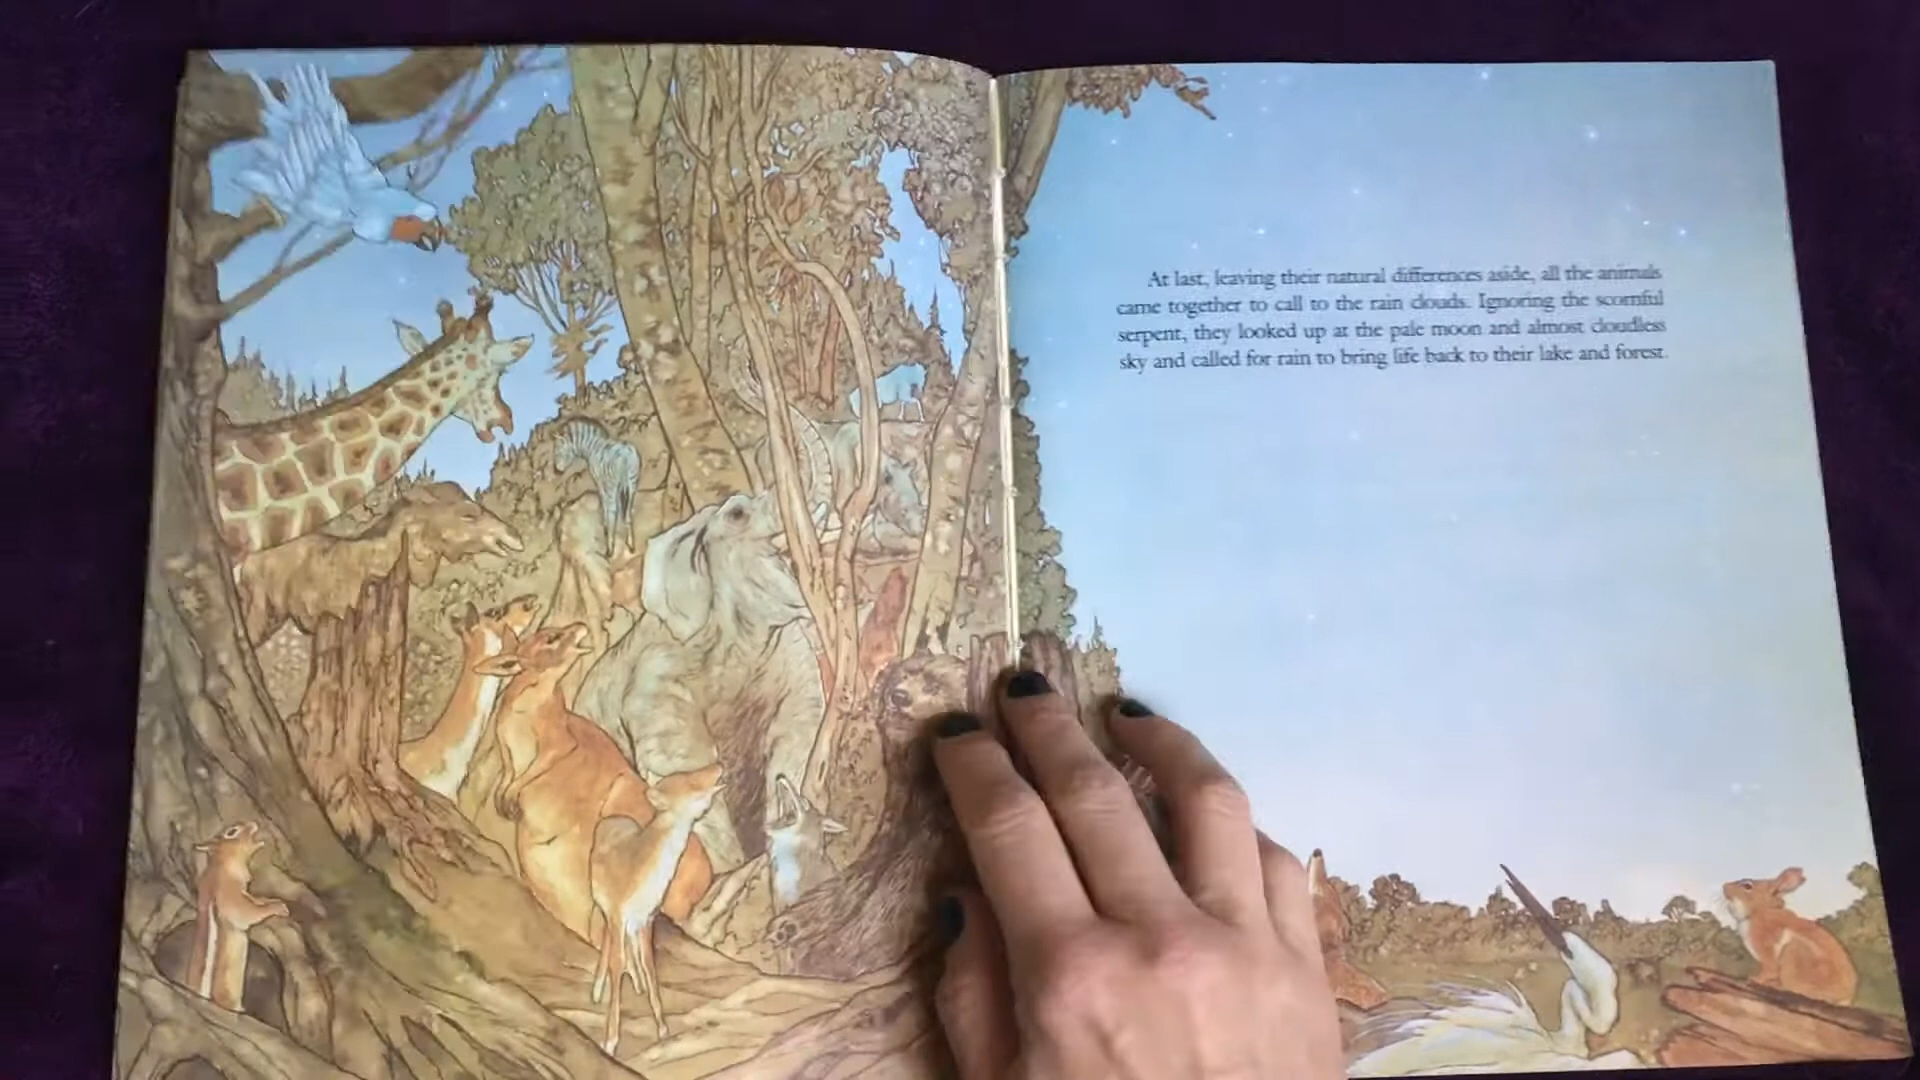 At last, leaving their natural differences aside, all the animals
came together to call to the rain clouds. Ignoring the scornful
serpent, they looked up at the pale moon and almost cloudless
sky and called for rain to bring life back to their lake and forest.